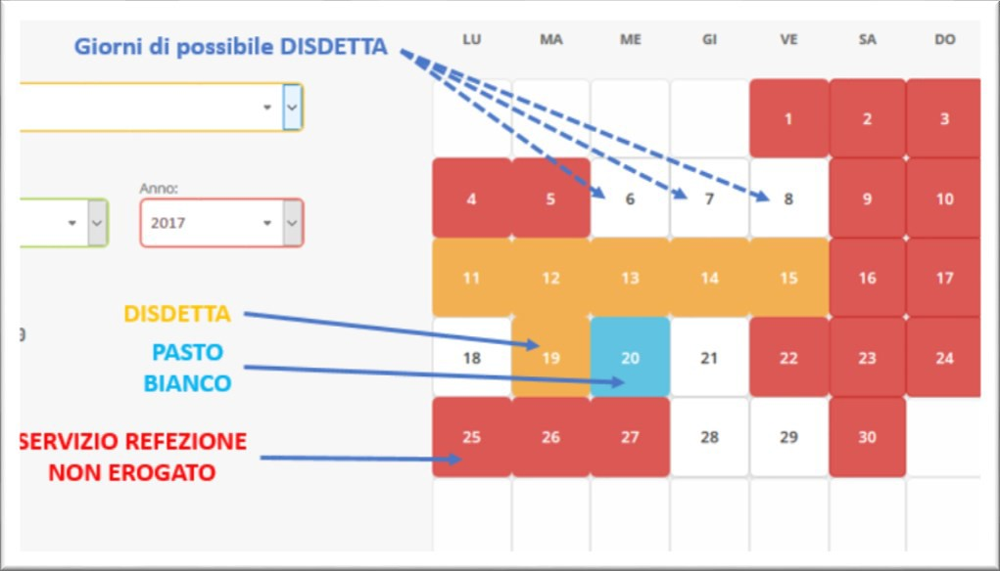 Giorni di possibile DISDETTA
LU MA ME GI VE SA DO
1 2 3
Anno:
2017
4 5 6 7 8 9 10
11 12 13 14 15 16 17
DISDETTA
PASTO
BIANCO
18 19 20 21 22 23 24
SERVIZIO REFEZIONE
NON EROGATO
25 26 27 28 29 30